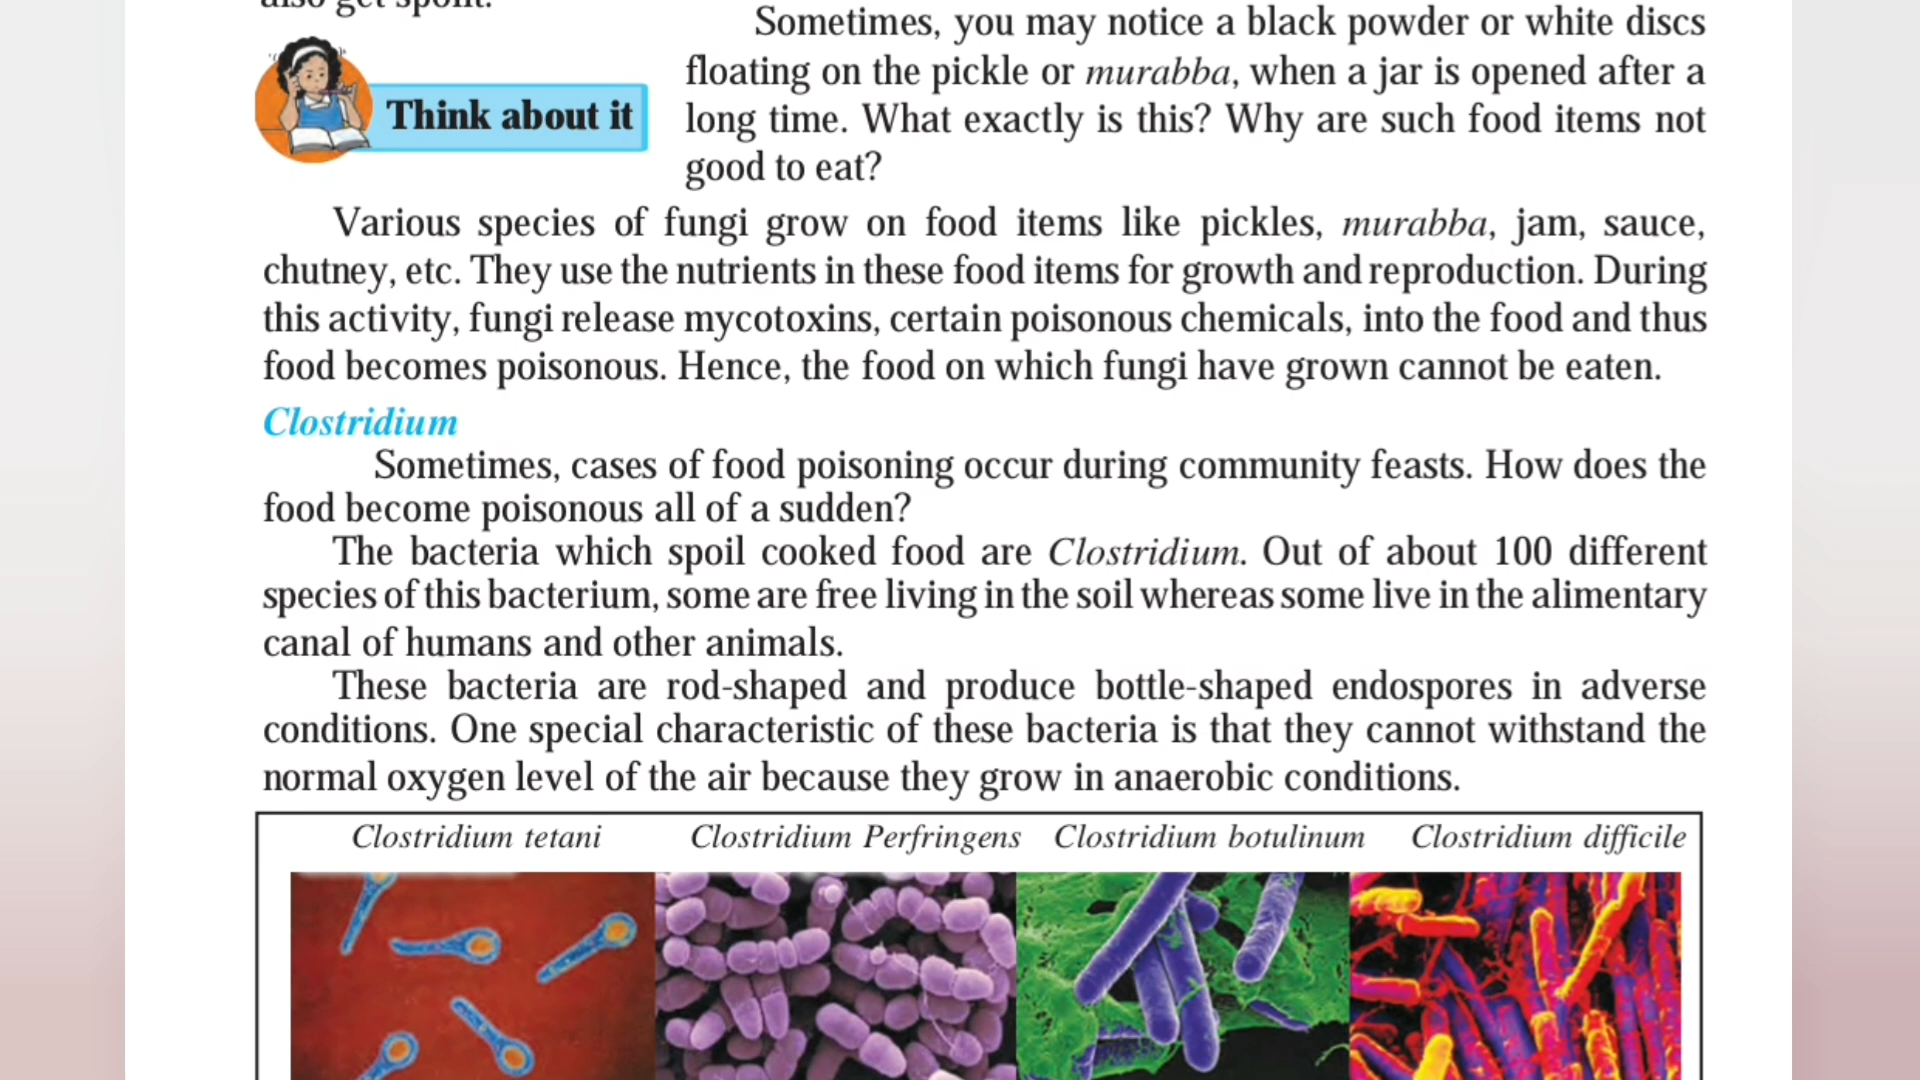 also get spoilt.
Sometimes, you may notice a black powder or white discs
floating on the pickle or murabba, when a jar is opened after a
Think about it
long time. What exactly is this? Why are such food items not
good to eat?
Various species of fungi grow on food items like pickles, murabba, jam, sauce,
chutney, etc. They use the nutrients in these food items for growth and reproduction. During
this activity, fungi release mycotoxins, certain poisonous chemicals, into the food and thus
food becomes poisonous. Hence, the food on which fungi have grown cannot be eaten.
Clostridium
Sometimes, cases of food poisoning occur during community feasts. How does the
food become poisonous all of a sudden?
The bacteria which spoil cooked food are Clostridium. Out of about 100 different
species of this bacterium, some are free living in the soil whereas some live in the alimentary
canal of humans and other animals.
These bacteria are rod-shaped and produce bottle-shaped endospores in adverse
conditions. One special characteristic of these bacteria is that they cannot withstand the
normal oxygen level of the air because they grow in anaerobic conditions.
Clostridium tetani Clostridium Perfringens Clostridium botulinum Clostridium difficile